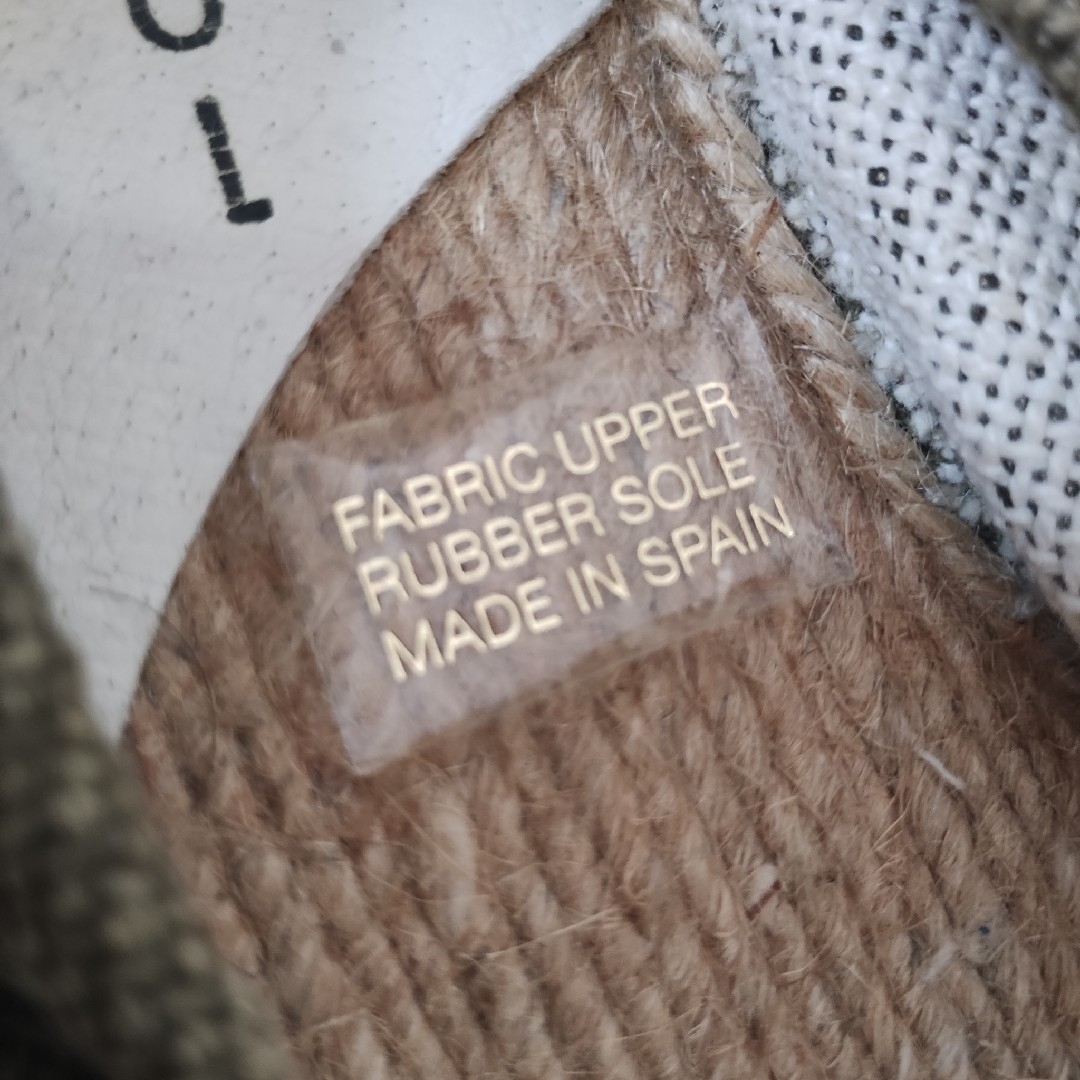 O
L
FABRIC UPPER
RUBBER SOLE
MADE IN SPAIN